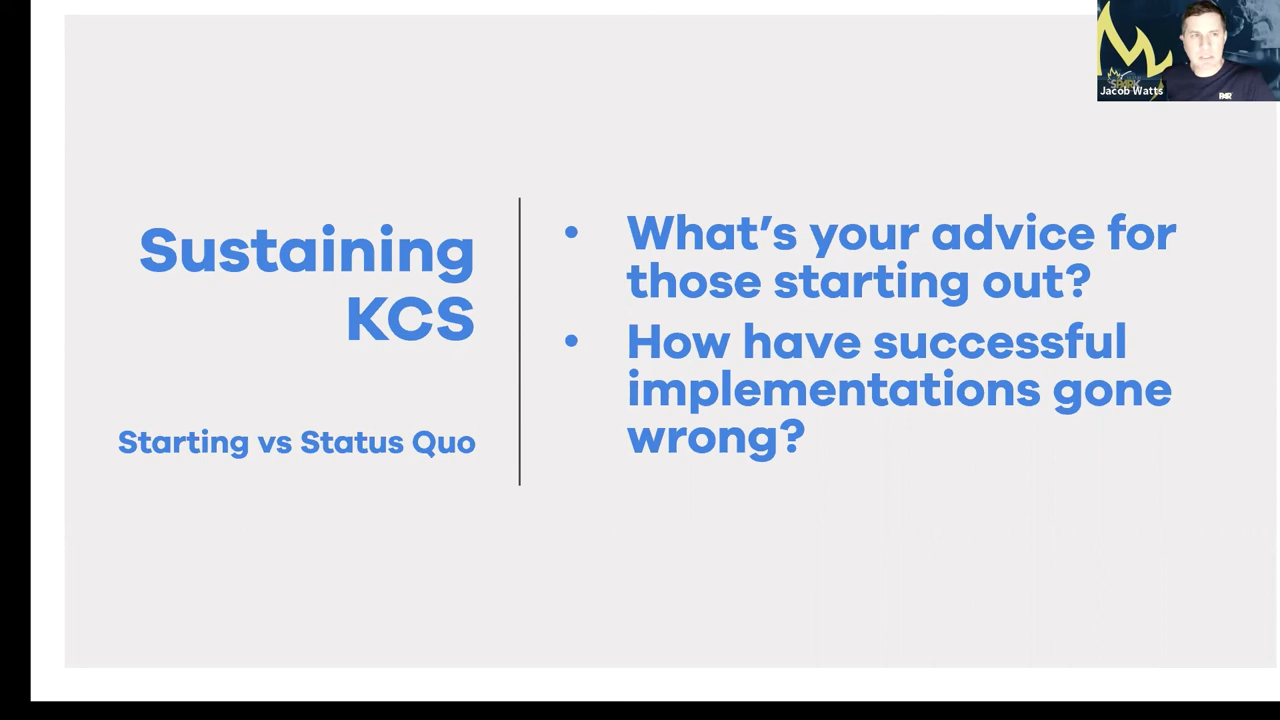 Jacob Watts
Sustaining
KCS
Starting vs Status Quo
• What’s your advice for
those starting out?
• How have successful
implementations gone
wrong?